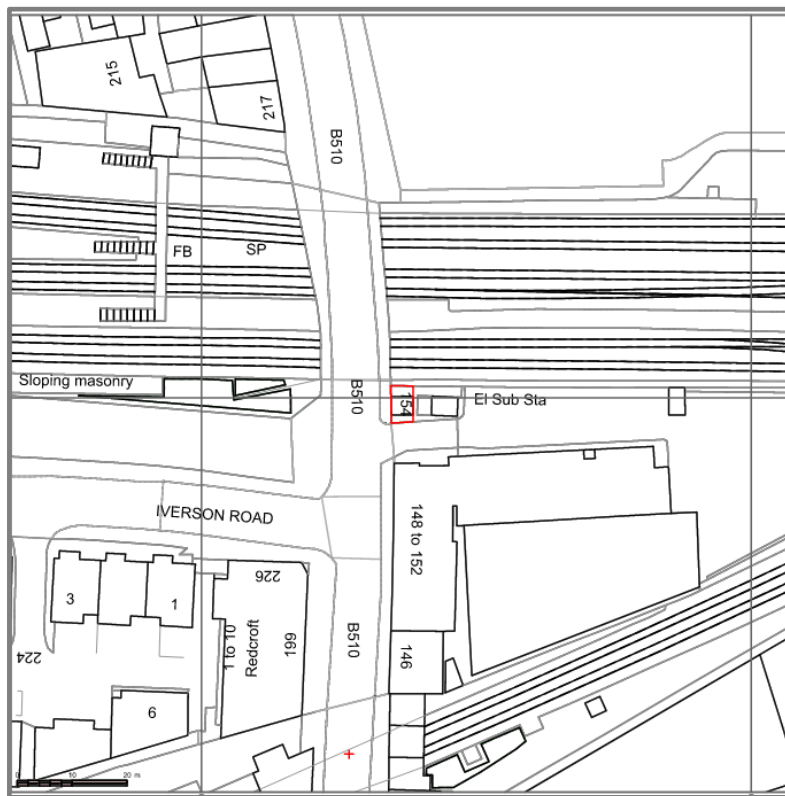 215
217
B510
FB
SP
Sloping masonry
B510
154
El Sub Sta
IVERSON ROAD
148 to 152
3
1
226
1 to 10
Redcroft
199
B510
146
224
6
0 10 20 m